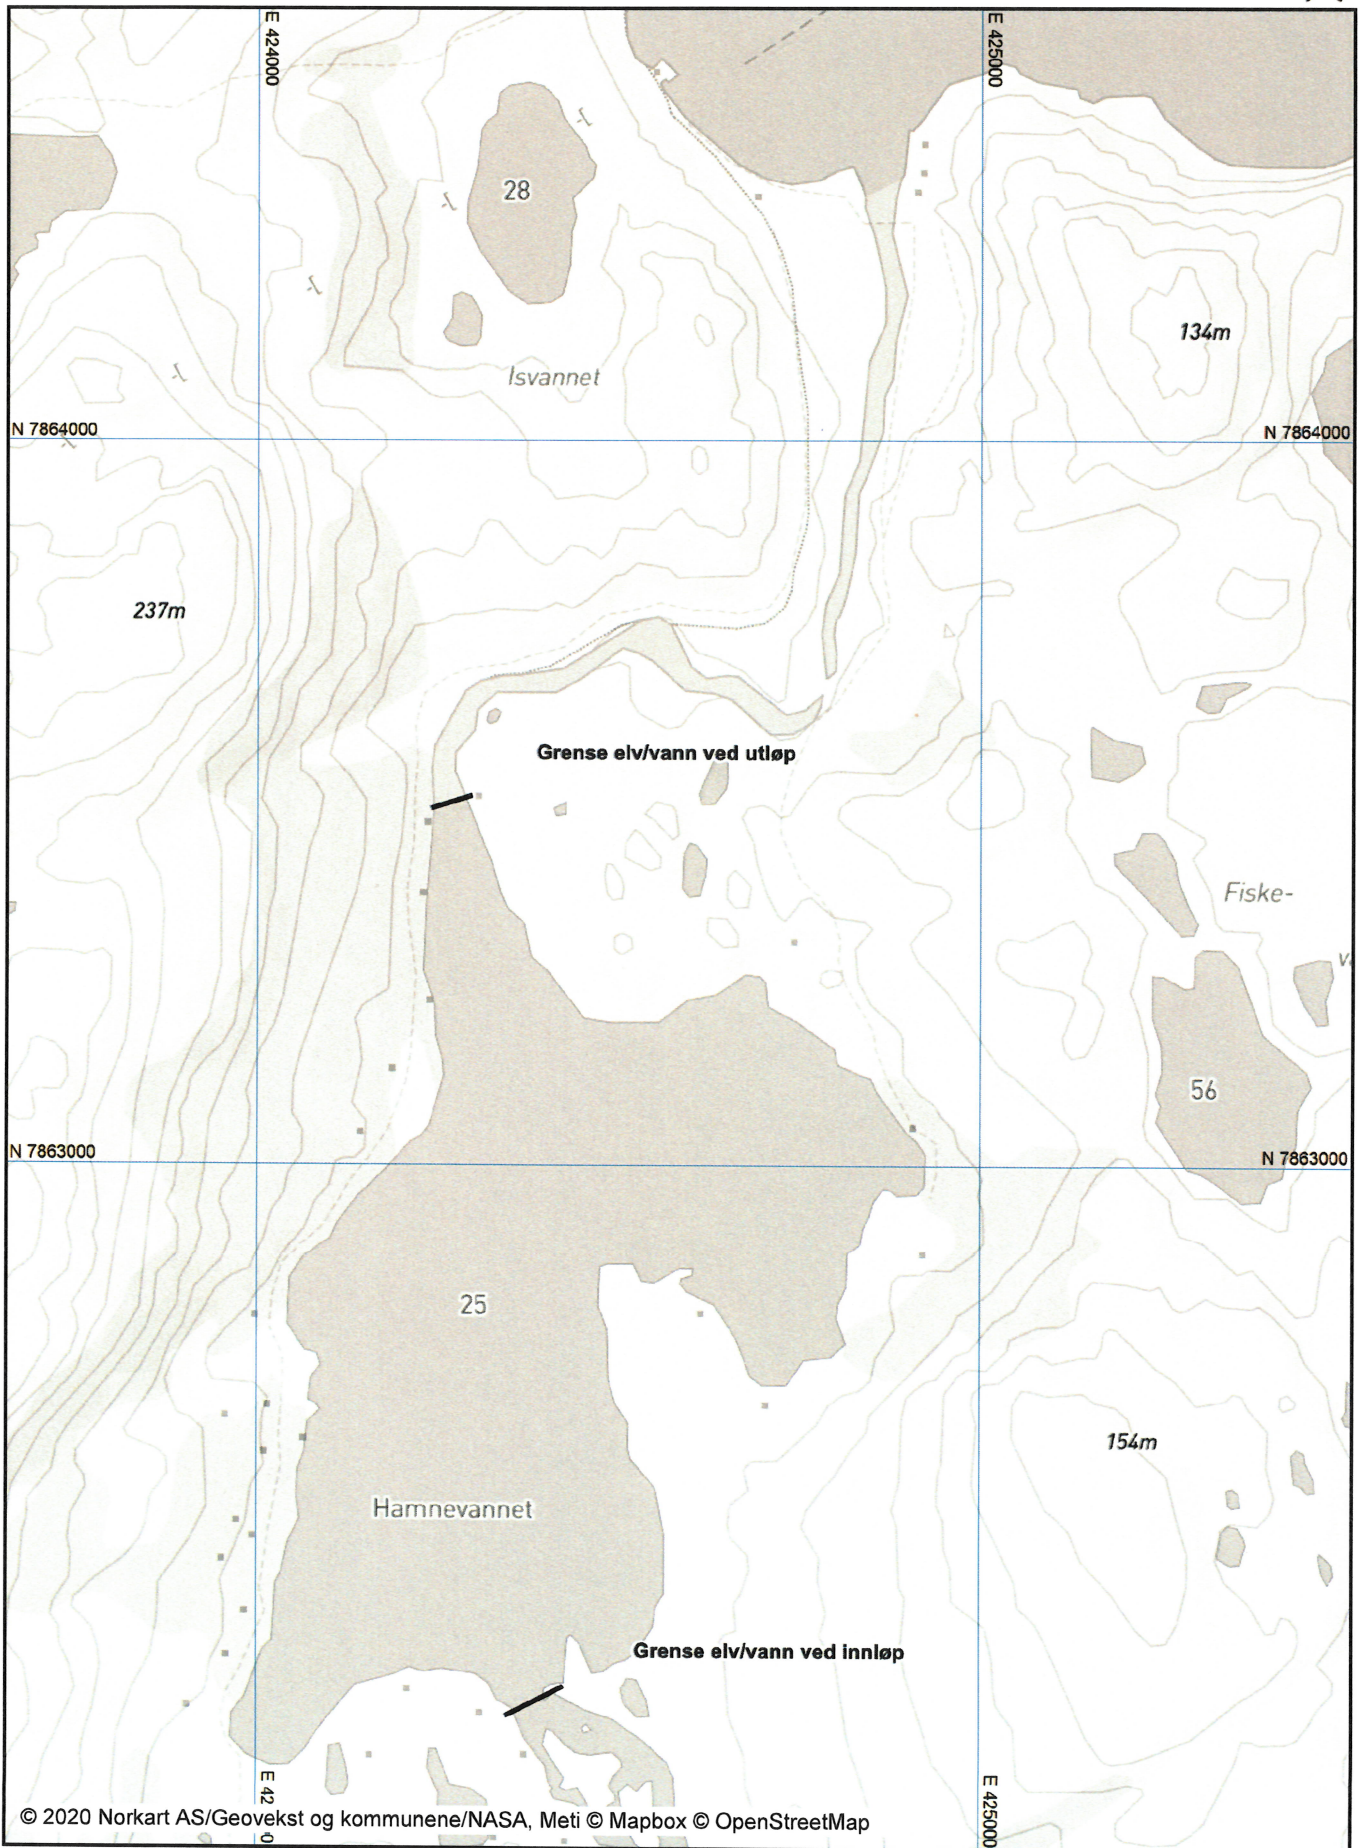 E 424000
E 425000
28
134m
Isvannet
N 7864000
N 7864000
237m
Grense elv/vann ved utløp
Fiske-
56
N 7863000
N 7863000
25
154m
Hamnevannet
Grense elv/vann ved innløp
E 425000
© 2020 Norkart AS/Geovekst og kommunene/NASA, Meti © Mapbox © OpenStreetMap